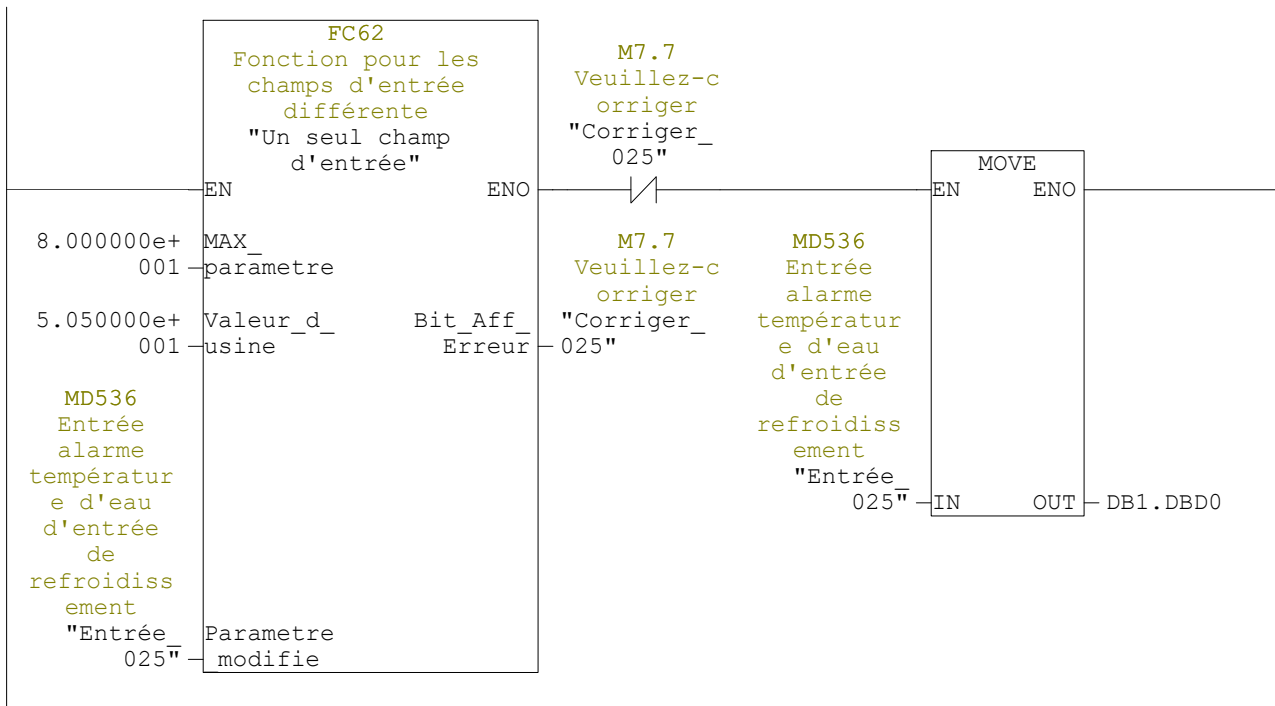 FC62
Fonction pour les
champs d'entrée
différente
"Un seul champ
d'entrée"
EN
ENO
M7.7
Veuillez-c
orriger
"Corriger_
025"
MOVE
EN
ENO
8.000000e+
001
MAX_
parametre
5.050000e+
001
Valeur_d_
usine
Bit_Aff_
Erreur
M7.7
Veuillez-c
orriger
"Corriger_
025"
MD536
Entrée
alarme
températur
e d'eau
d'entrée
de
refroidiss
ement
"Entrée_
025"
IN
OUT
DB1.DBD0
MD536
Entrée
alarme
températur
e d'eau
d'entrée
de
refroidiss
ement
"Entrée_
025"
Parametre
_modifie